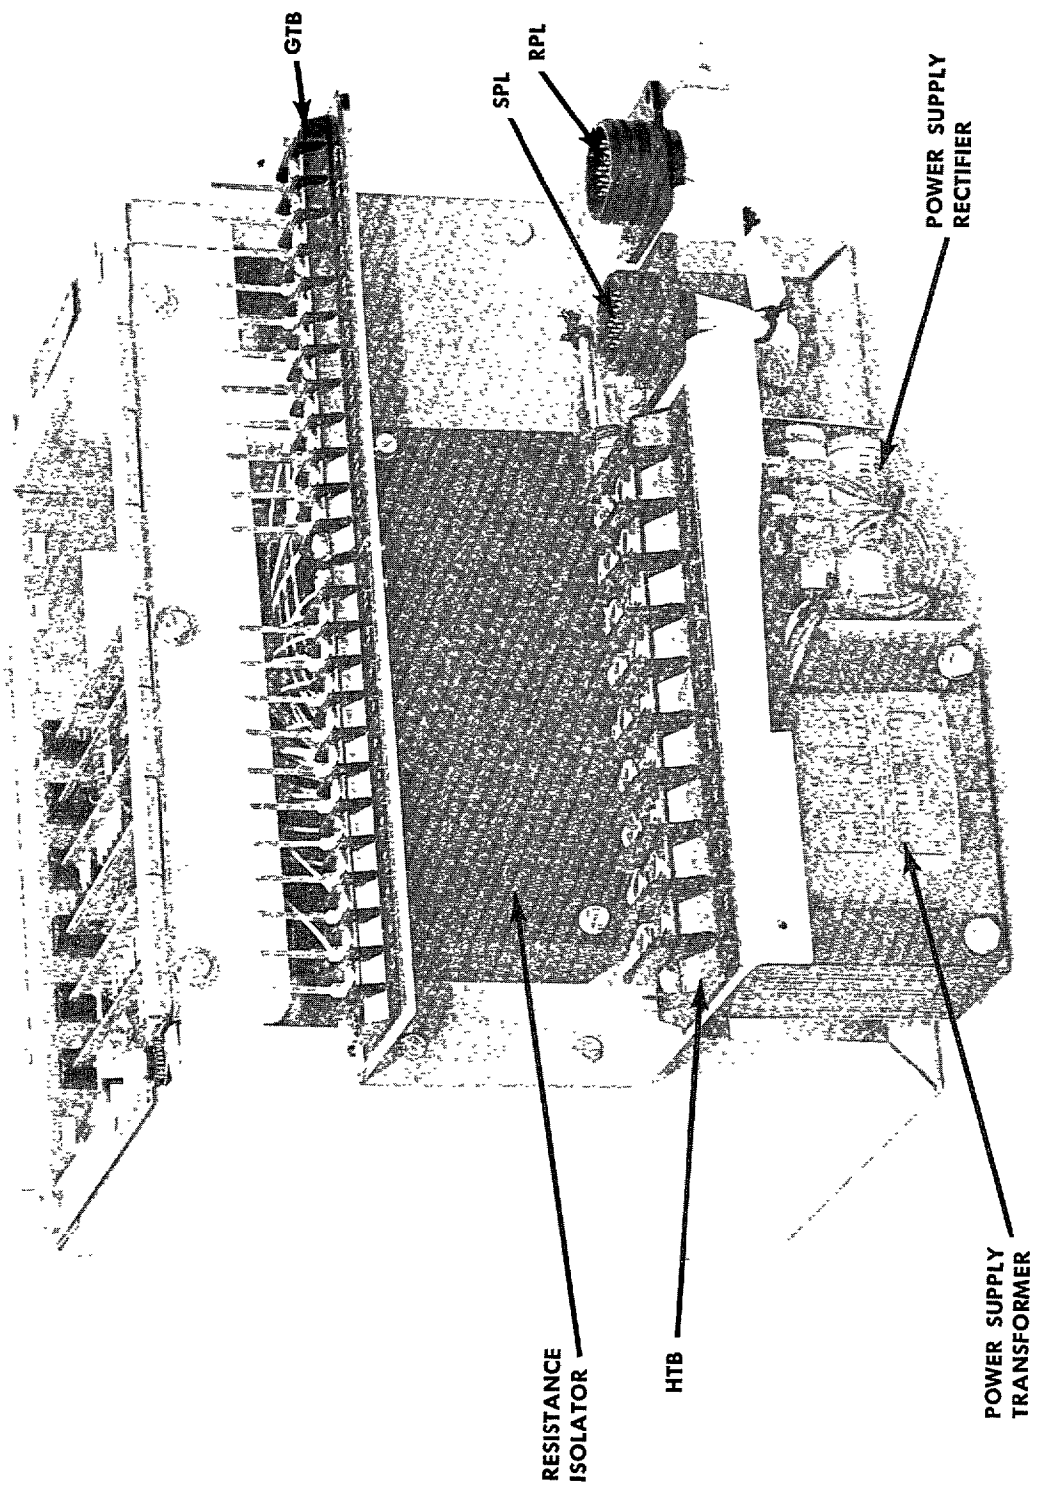 GTB
SPL
RPL
POWER SUPPLY
RECTIFIER
RESISTANCE
ISOLATOR
HTB
POWER SUPPLY
TRANSFORMER